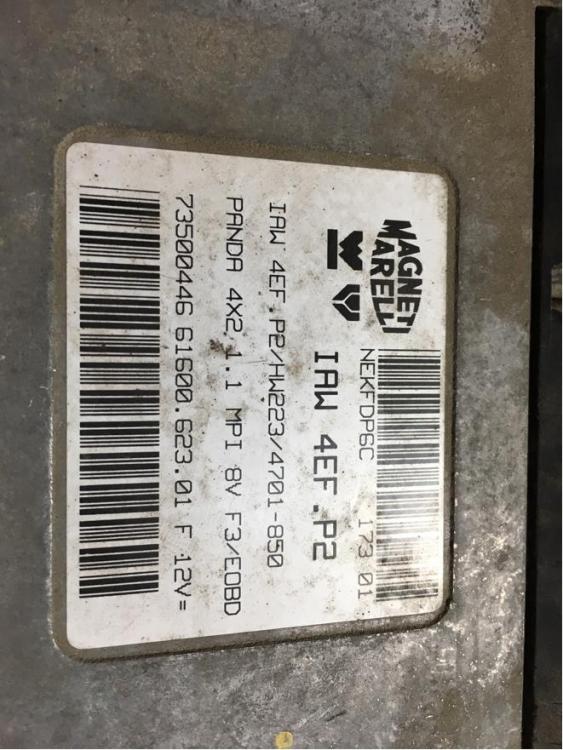 MAGNETI
MARELLI
NEKFDP6C 173 01
IAW 4EF.P2
IAW 4EF.P2/HW223/4701-850
PANDA 4X2 1.1 MPI 8V F3/EOBD
73500446 61600.623.01 F 12V=